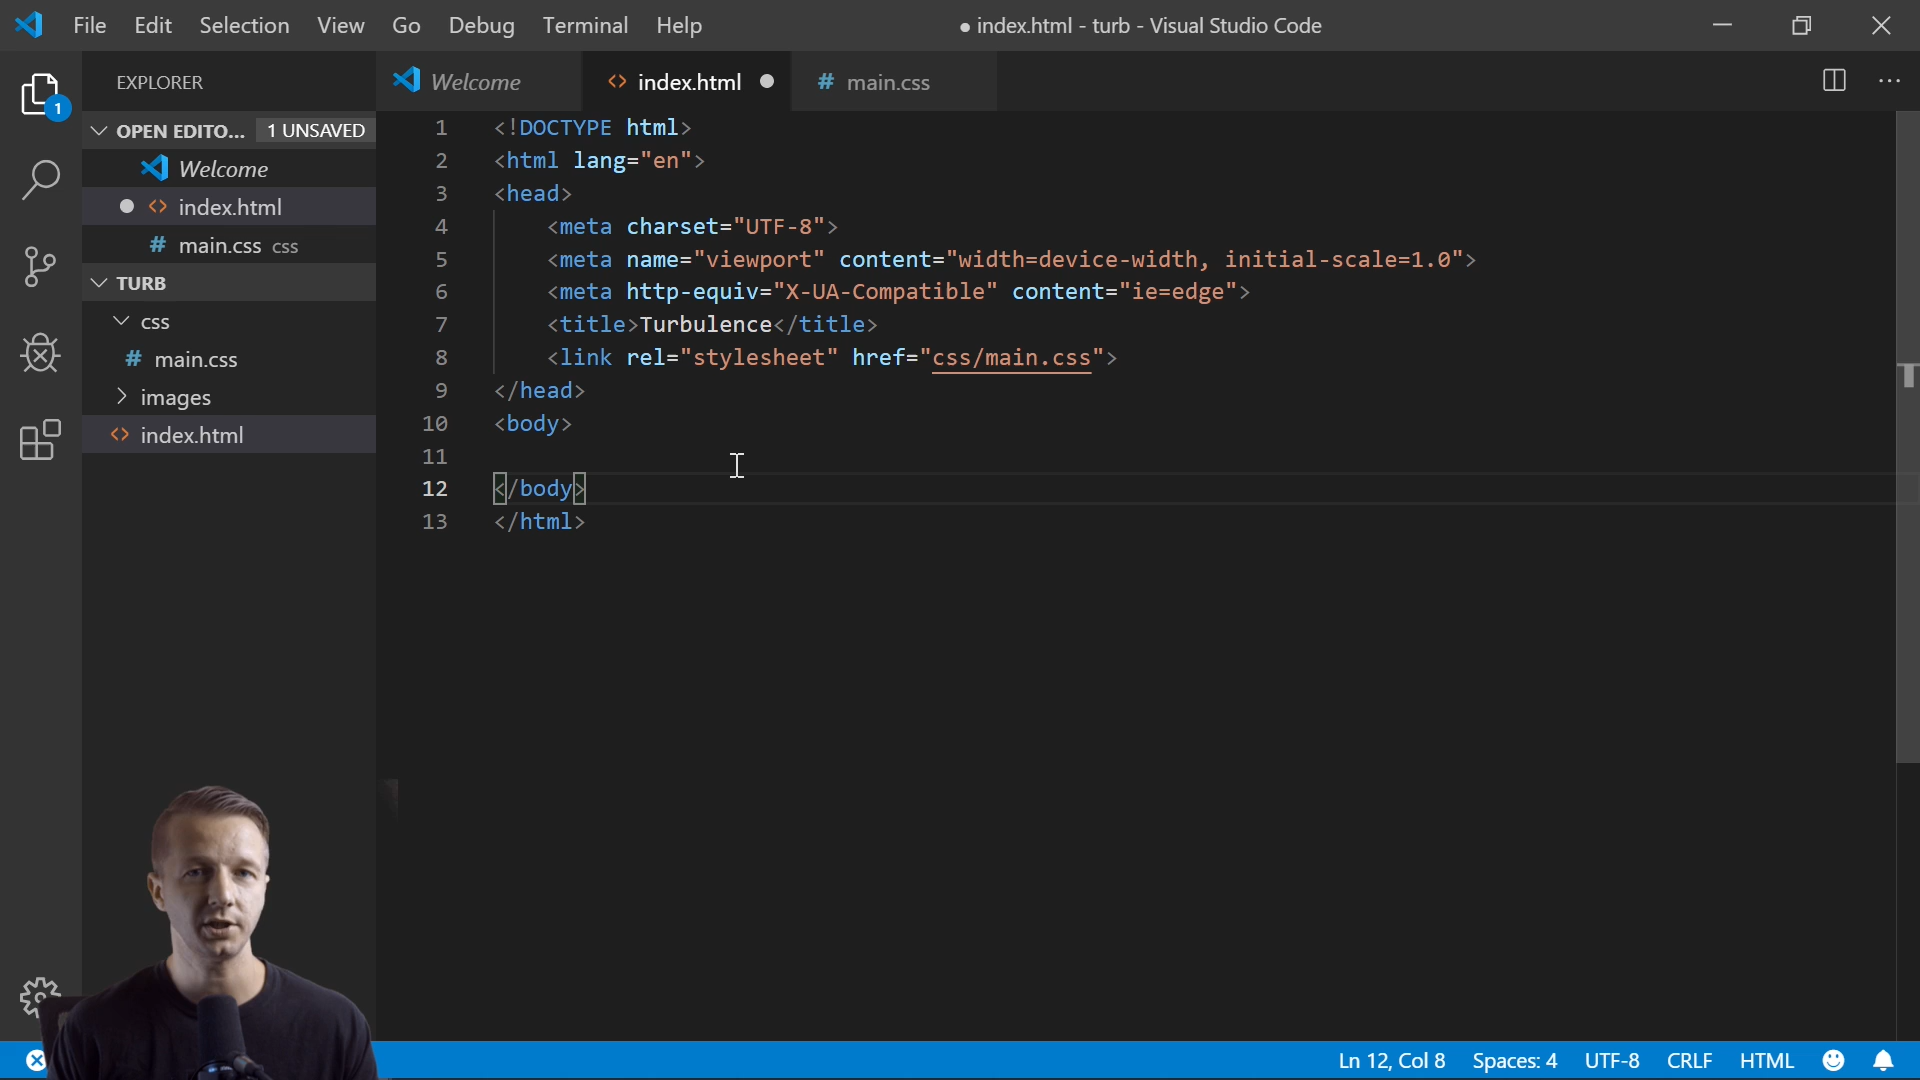 File Edit Selection View Go Debug Terminal Help
● index.html - turb - Visual Studio Code
EXPLORER
1
OPEN EDITO... 1 UNSAVED
Welcome
index.html
main.css css
TURB
css
main.css
images
index.html
Welcome
index.html
main.css
1 <!DOCTYPE html>
2 <html lang="en">
3 <head>
4 <meta charset="UTF-8">
5 <meta name="viewport" content="width=device-width, initial-scale=1.0">
6 <meta http-equiv="X-UA-Compatible" content="ie=edge">
7 <title>Turbulence</title>
8 <link rel="stylesheet" href="css/main.css">
9 </head>
10 <body>
11
12 </body>
13 </html>
Ln 12, Col 8 Spaces: 4 UTF-8 CRLF HTML